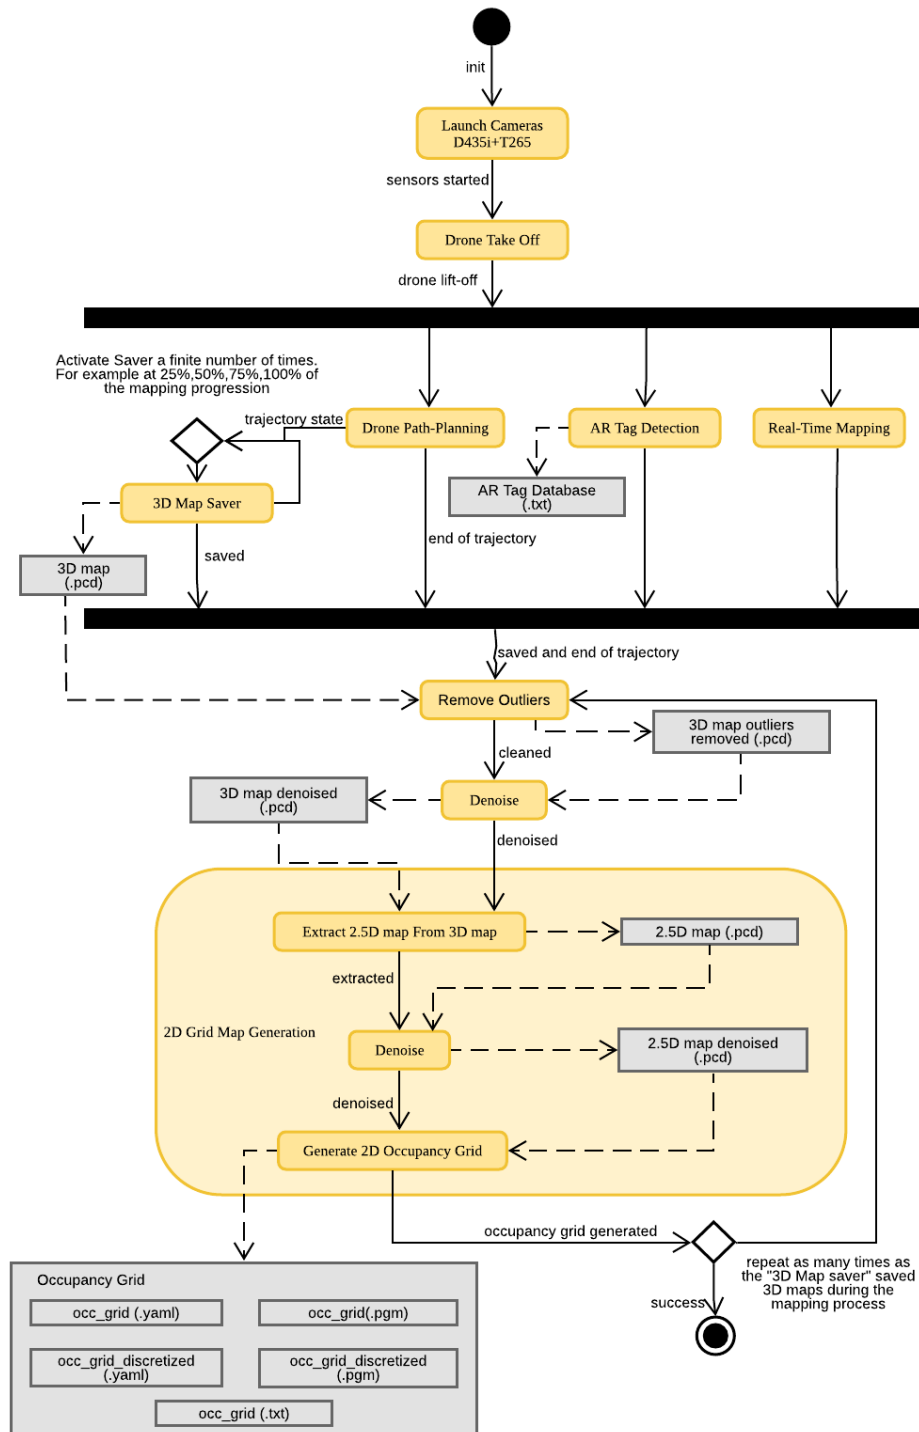 init
Launch Cameras
D435i+T265
sensors started
Drone Take Off
drone lift-off
Activate Saver a finite number of times.
For example at 25%,50%,75%,100% of
the mapping progression
trajectory state
Drone Path-Planning
AR Tag Detection
Real-Time Mapping
3D Map Saver
AR Tag Database
(.txt)
saved
end of trajectory
3D map
(.pcd)
saved and end of trajectory
Remove Outliers
3D map outliers
removed (.pcd)
cleaned
3D map denoised
(.pcd)
Denoise
denoised
Extract 2.5D map From 3D map
2.5D map (.pcd)
extracted
2D Grid Map Generation
Denoise
2.5D map denoised
(.pcd)
denoised
Generate 2D Occupancy Grid
occupancy grid generated
repeat as many times as
the "3D Map saver" saved
3D maps during the
mapping process
success
Occupancy Grid
occ_grid (.yaml)
occ_grid(.pgm)
occ_grid_discretized
(.yaml)
occ_grid_discretized
(.pgm)
occ_grid (.txt)